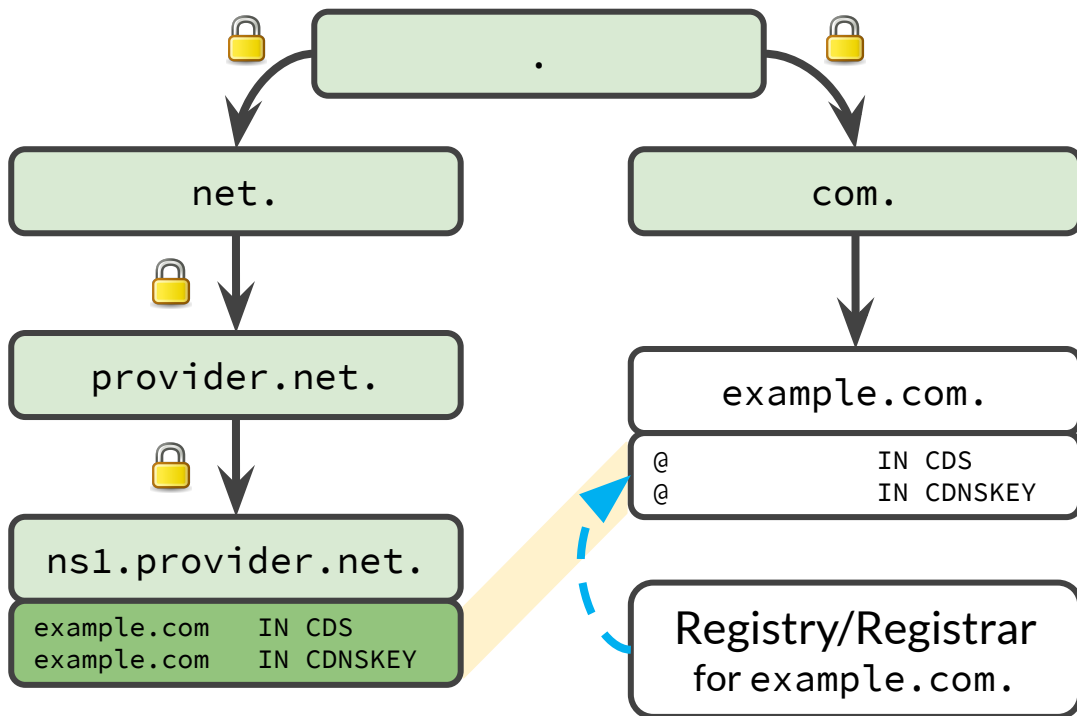 .
net.
com.
provider.net.
example.com.
@ IN CDS
@ IN CDNSKEY
ns1.provider.net.
example.com IN CDS
example.com IN CDNSKEY
Registry/Registrar
for example.com.